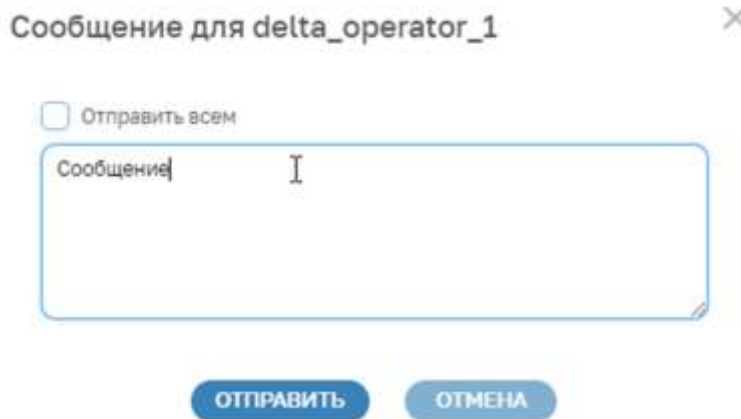 Сообщение для delta_operator_1
Отправить всем
Сообщение
ОТПРАВИТЬ ОТМЕНА